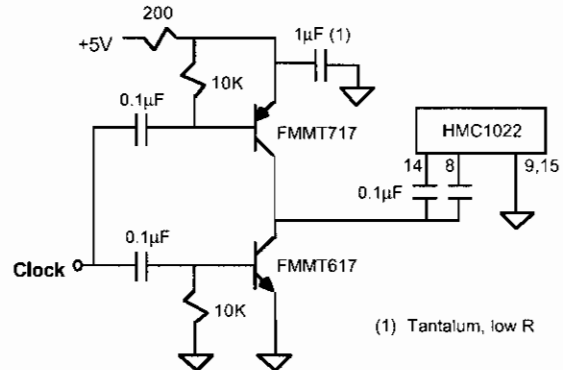 200
+5V
1µF (1)
10K
0.1µF
FMMT717
HMC1022
14 8 9,15
0.1µF
0.1µF
FMMT617
Clock
10K
(1) Tantalum, low R